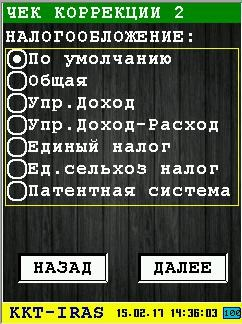 ЧЕК КОРРЕКЦИИ 2
НАЛОГООБЛОЖЕНИЕ:
По умолчанию
Общая
Упр.Доход
Упр.Доход-Расход
Единый налог
Ед.сельхоз налог
Патентная система
НАЗАД ДАЛЕЕ
KKT-IRAS 15.02.17 14:36:03 100